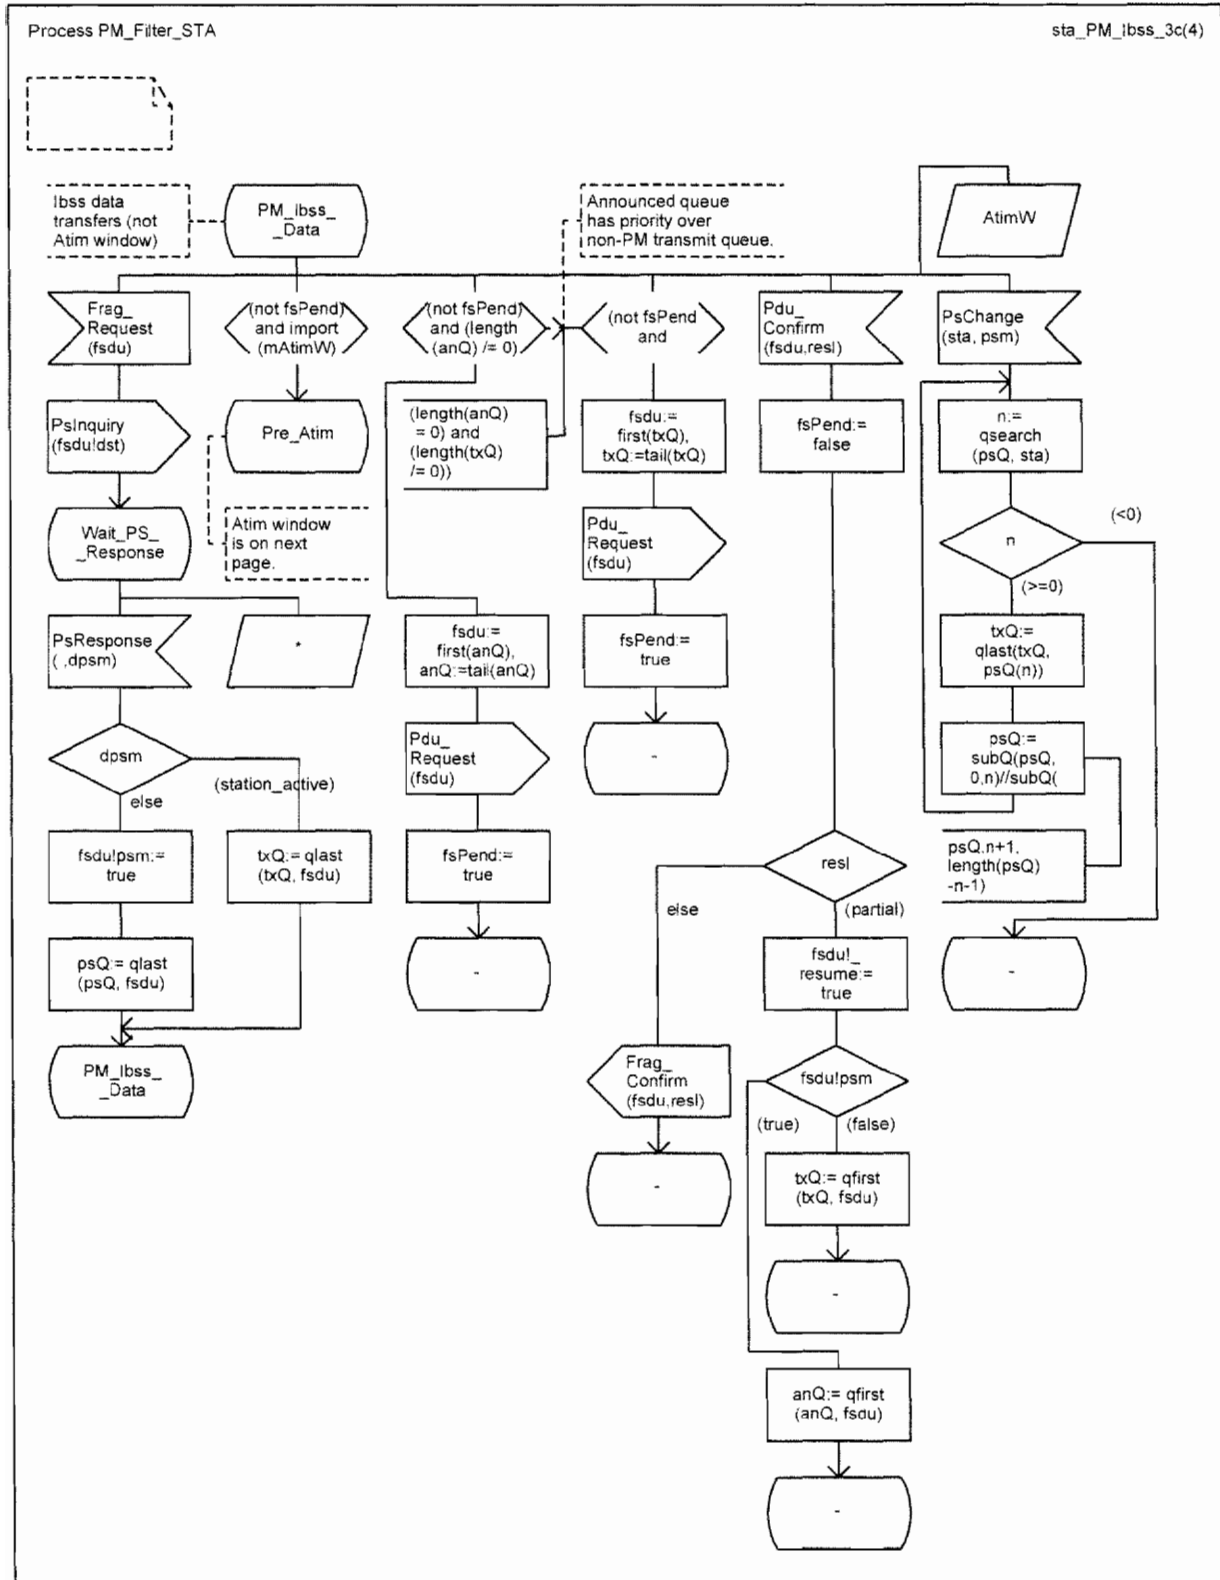 Process PM_Filter_STA
sta_PM_Ibss_3c(4)
Ibss data
transfers (not
Atim window)
PM_Ibss_
_Data
Announced queue
has priority over
non-PM transmit queue.
AtimW
Frag_
Request
(fsdu)
(not fsPend)
and import
(mAtimW)
(not fsPend)
and (length
(anQ) /= 0)
(not fsPend
and
Pdu_
Confirm
(fsdu,resl)
PsChange
(sta, psm)
PsInquiry
(fsdu!dst)
Pre_Atim
(length(anQ)
= 0) and
(length(txQ)
/= 0))
fsdu:=
first(txQ),
txQ:=tail(txQ)
fsPend:=
false
n:=
qsearch
(psQ, sta)
Wait_PS_
_Response
Atim window
is on next
page.
Pdu_
Request
(fsdu)
n
(<0)
(>=0)
PsResponse
( ,dpsm)
*
fsdu:=
first(anQ),
anQ:=tail(anQ)
fsPend:=
true
txQ:=
qlast(txQ,
psQ(n))
dpsm
(station_active)
else
Pdu_
Request
(fsdu)
-
psQ:=
subQ(psQ,
0,n)//subQ(
fsdu!psm:=
true
txQ:= qlast
(txQ, fsdu)
fsPend:=
true
resl
else
(partial)
psQ,n+1,
length(psQ)
-n-1)
psQ:= qlast
(psQ, fsdu)
-
fsdu!_
resume:=
true
-
PM_Ibss_
_Data
Frag_
Confirm
(fsdu,resl)
fsdu!psm
(true)
(false)
-
txQ:= qfirst
(txQ, fsdu)
-
anQ:= qfirst
(anQ, fsdu)
-